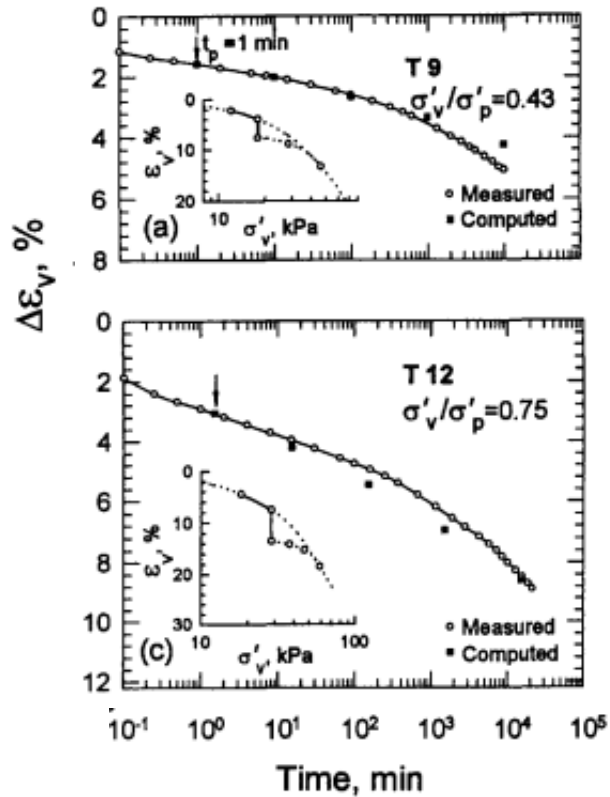 0
t_p = 1 min
T 9
σ'_v/σ'_p=0.43
2
0
10
20
ε'_v, %
10
σ'_v, kPa
4
6
8
(a)
Measured
Computed
Δε_v, %
0
2
T 12
σ'_v/σ'_p=0.75
4
6
0
10
20
30
ε'_v, %
10
100
σ'_v, kPa
8
10
12
(c)
Measured
Computed
10^-1 10^0 10^1 10^2 10^3 10^4 10^5
Time, min